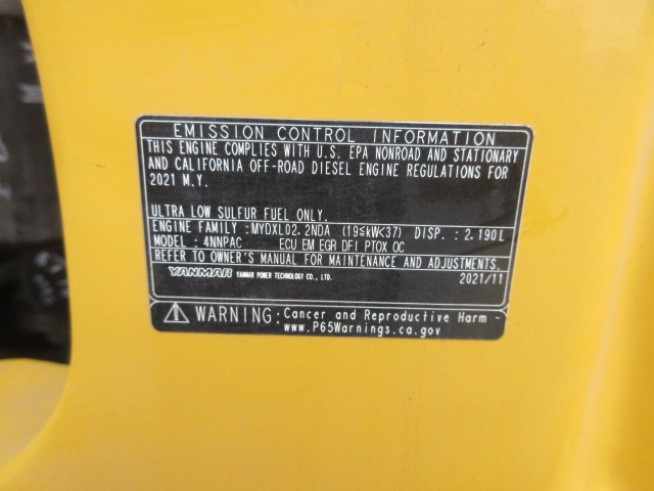 EMISSION CONTROL INFORMATION
THIS ENGINE COMPLIES WITH U.S. EPA NONROAD AND STATIONARY
AND CALIFORNIA OFF-ROAD DIESEL ENGINE REGULATIONS FOR
2021 M.Y.
ULTRA LOW SULFUR FUEL ONLY.
ENGINE FAMILY :MYDXL02.2NDA (19≤kW<37) DISP. :2.190L
MODEL :4NNPAC ECU EM EGR DFI PTOX OC
REFER TO OWNER'S MANUAL FOR MAINTENANCE AND ADJUSTMENTS.
YANMAR YANMAR POWER TECHNOLOGY CO., LTD. 2021/11
WARNING: Cancer and Reproductive Harm -
www.P65Warnings.ca.gov